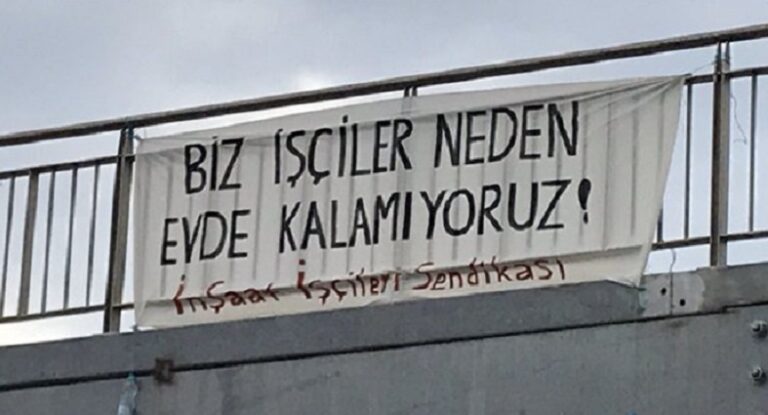 BİZ İŞÇİLER NEDEN
EVDE KALAMIYORUZ!
İnşaat İşçileri Sendikası